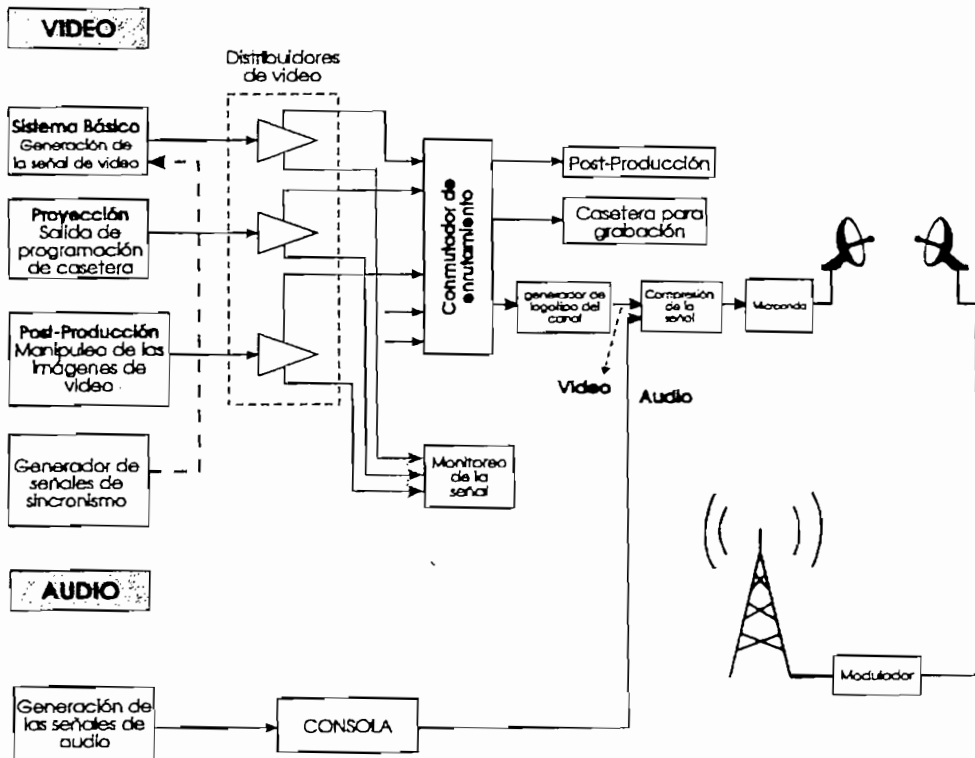 VIDEO
Distribuidores
de video
Sistema Básico
Generación de
la señal de video
Proyección
Salida de
programación
de casetera
Post-Producción
Manipuleo de las
imágenes de
video
Generador de
señales de
sincronismo
Conmutador de
enrutamiento
Post-Producción
Casetera para
grabación
generador de
logotipo del
canal
Compresión
de la
señal
Microonda
Video
Audio
Monitoreo
de la
señal
AUDIO
Generación de
las señales de
audio
CONSOLA
Modulador